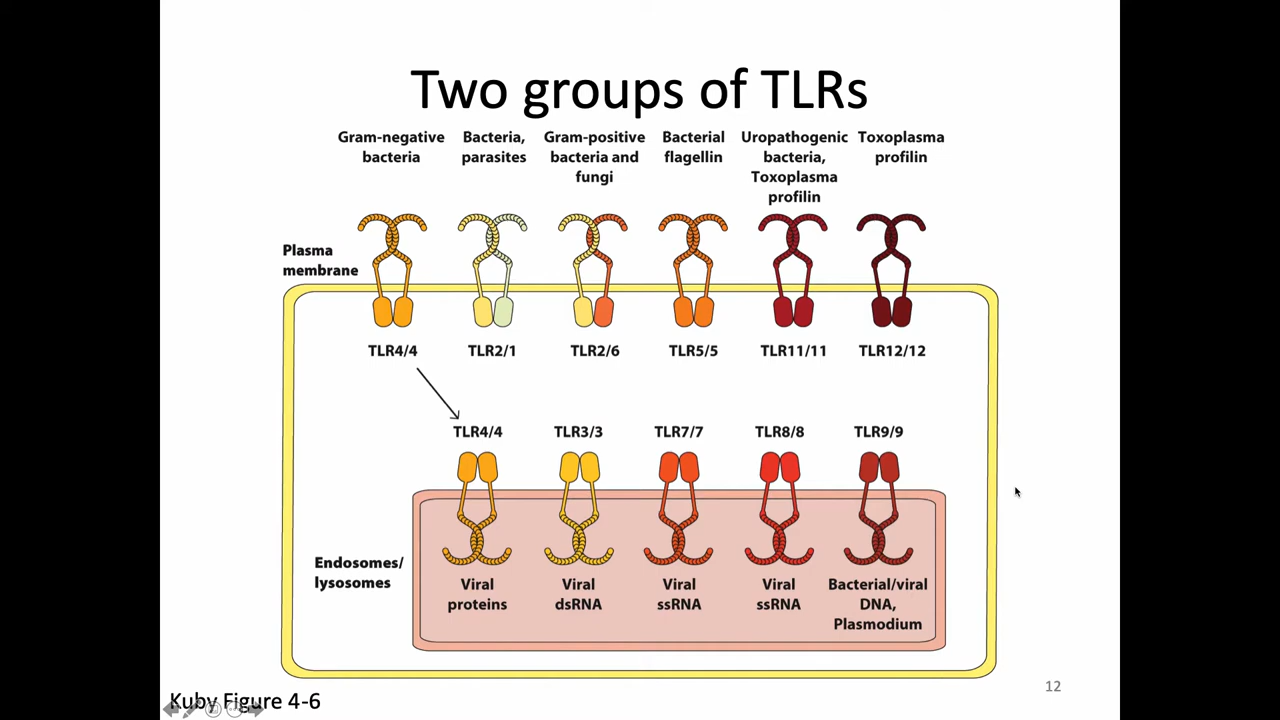 Two groups of TLRs
Gram-negative
bacteria
Bacteria,
parasites
Gram-positive
bacteria and
fungi
Bacterial
flagellin
Uropathogenic
bacteria,
Toxoplasma
profilin
Toxoplasma
profilin
Plasma
membrane
TLR4/4
TLR2/1
TLR2/6
TLR5/5
TLR11/11
TLR12/12
TLR4/4
TLR3/3
TLR7/7
TLR8/8
TLR9/9
Endosomes/
lysosomes
Viral
proteins
Viral
dsRNA
Viral
ssRNA
Viral
ssRNA
Bacterial/viral
DNA,
Plasmodium
Kuby Figure 4-6
12